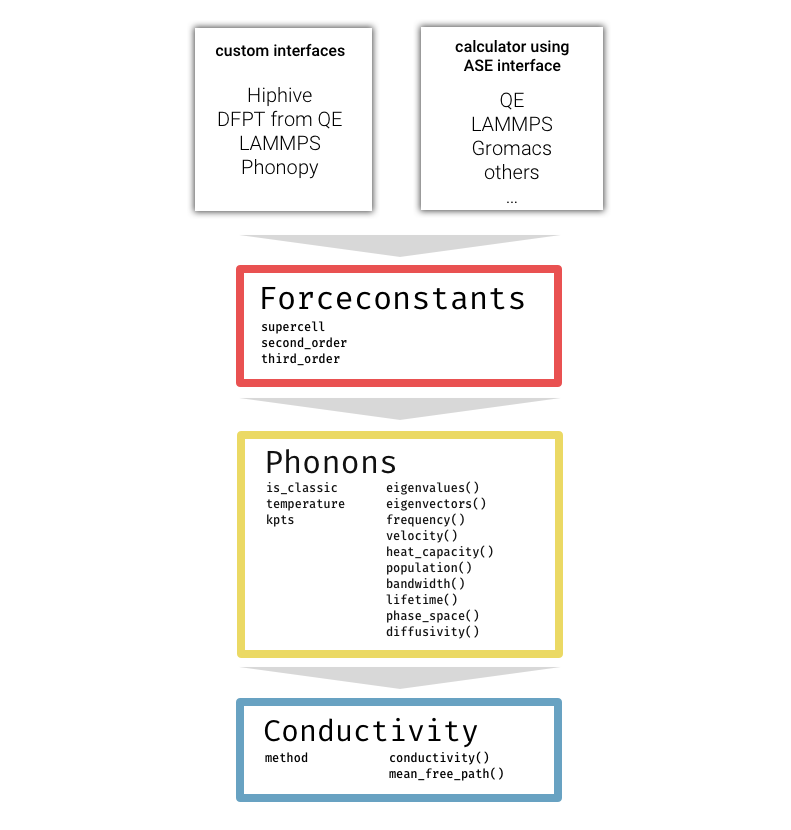 custom interfaces
Hiphive
DFPT from QE
LAMMPS
Phonopy
calculator using
ASE interface
QE
LAMMPS
Gromacs
others
...
Forceconstants
supercell
second_order
third_order
Phonons
is_classic
temperature
kpts
eigenvalues()
eigenvectors()
frequency()
velocity()
heat_capacity()
population()
bandwidth()
lifetime()
phase_space()
diffusivity()
Conductivity
method
conductivity()
mean_free_path()